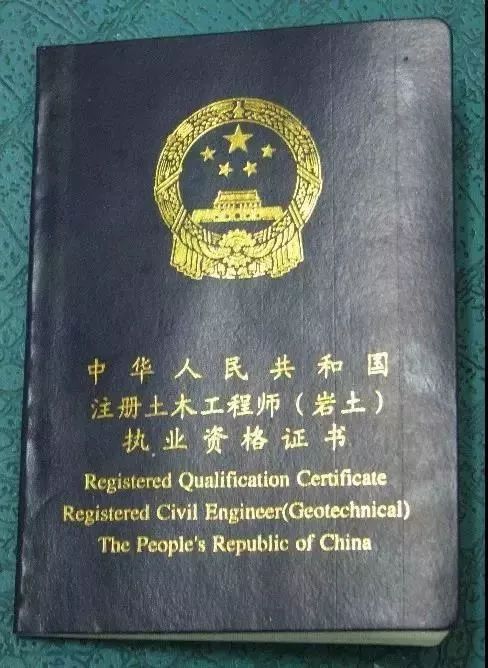 中华人民共和国
注册土木工程师（岩土）
执业资格证书
Registered Qualification Certificate
Registered Civil Engineer(Geotechnical)
The People's Republic of China